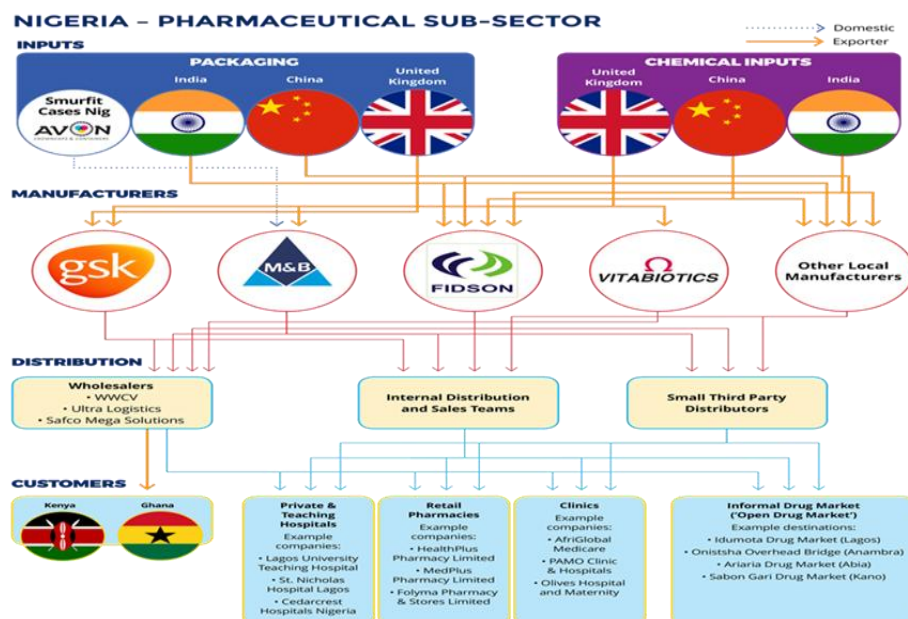 NIGERIA – PHARMACEUTICAL SUB-SECTOR
Domestic
Exporter
INPUTS
PACKAGING
Smurfit
Cases Nig
AVON
India
China
United
Kingdom
CHEMICAL INPUTS
United
Kingdom
China
India
MANUFACTURERS
gsk
M&B
FIDSON
VITABIOTICS
Other Local
Manufacturers
DISTRIBUTION
Wholesalers
• WWCV
• Ultra Logistics
• Safco Mega Solutions
Internal Distribution
and Sales Teams
Small Third Party
Distributors
CUSTOMERS
Kenya
Ghana
Private &
Teaching
Hospitals
Example
companies:
• Lagos University
Teaching Hospital
• St. Nicholas
Hospital Lagos
• Cedarcrest
Hospitals Nigeria
Retail
Pharmacies
Example
companies:
• HealthPlus
Pharmacy Limited
• MedPlus
Pharmacy Limited
• Folyma Pharmacy
& Stores Limited
Clinics
Example
companies:
• AfriGlobal
Medicare
• PAMO Clinic
& Hospitals
• Olives Hospital
and Maternity
Informal Drug Market
('Open Drug Market')
Example destinations:
• Idumota Drug Market (Lagos)
• Onistsha Overhead Bridge (Anambra)
• Ariaria Drug Market (Abia)
• Sabon Gari Drug Market (Kano)